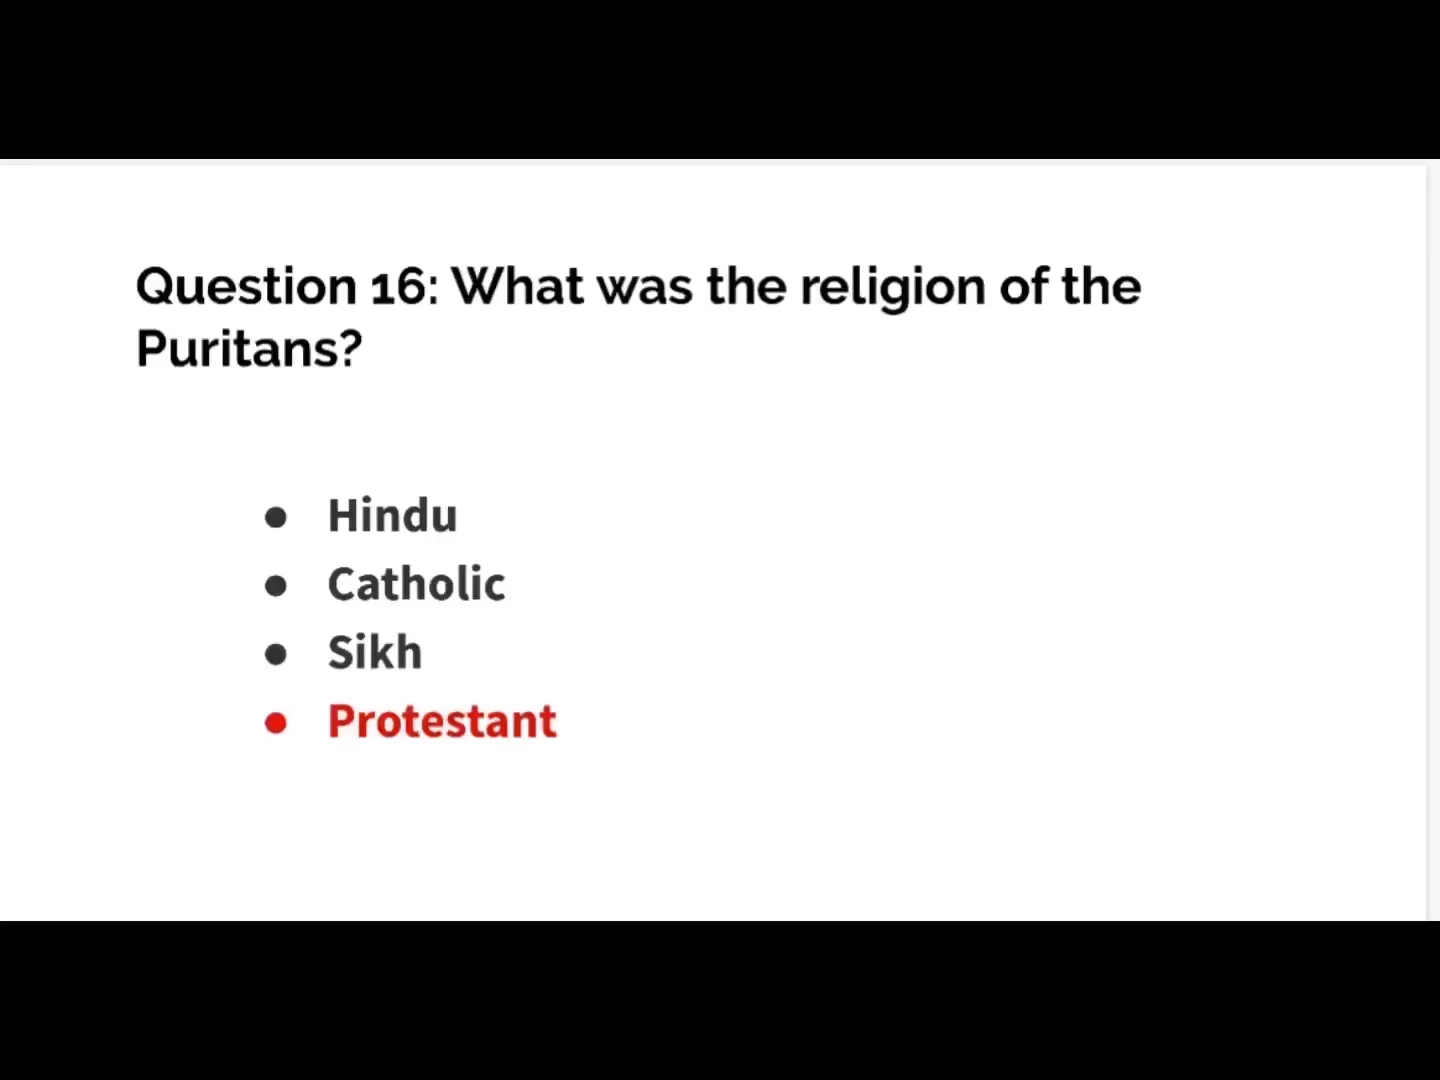 Question 16: What was the religion of the
Puritans?
● Hindu
● Catholic
● Sikh
● Protestant